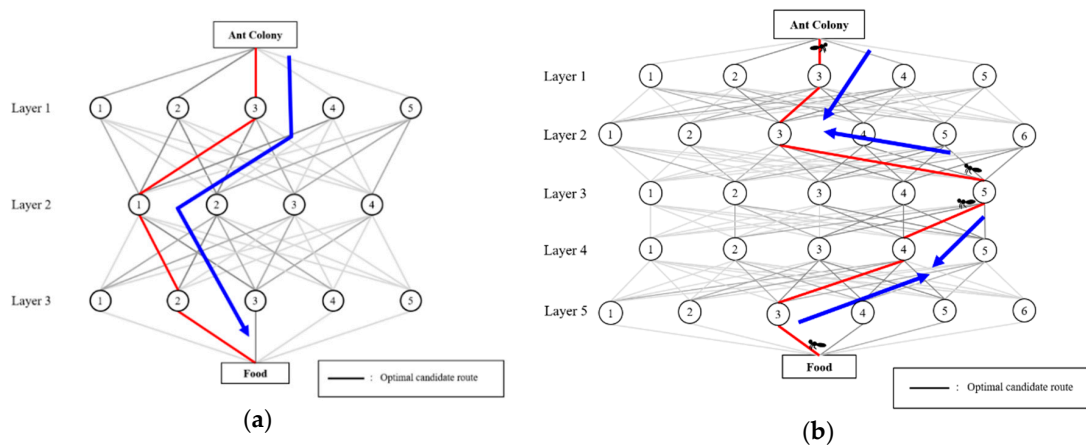 Ant Colony
Layer 1
1 2 3 4 5
Layer 2
1 2 3 4
Layer 3
1 2 3 4 5
Food
: Optimal candidate route
(a)
Ant Colony
Layer 1
1 2 3 4 5
Layer 2
1 2 3 4 5 6
Layer 3
1 2 3 4 5
Layer 4
1 2 3 4 5
Layer 5
1 2 3 4 5 6
Food
: Optimal candidate route
(b)